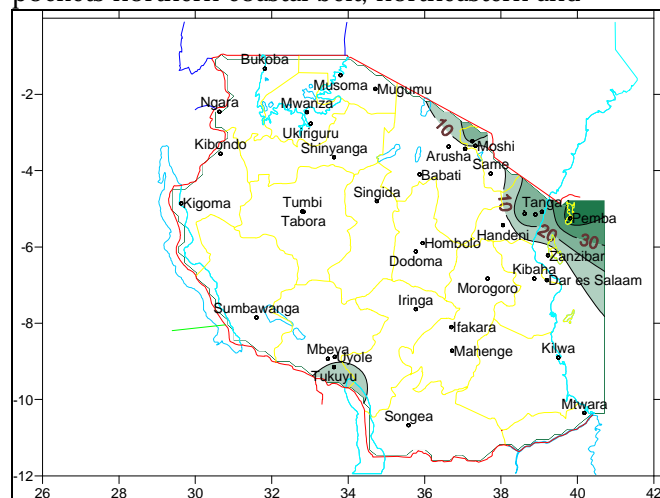 pockets northern coastal belt, northeastern and
Bukoba
-2
Musoma
Mugumu
Ngara
Mwanza
Ukiriguru
10
Kibondo
Shinyanga
Moshi
Arusha
-4
Same
Babati
Kigoma
Singida
10
Tanga
Tumbi
Tabora
Pemba
Handeni
20
30
-6
Hombolo
Dodoma
Zanzibar
Kibaha
Morogoro
Dar es Salaam
Sumbawanga
Iringa
-8
Ifakara
Mbeya
Uyole
Mahenge
Kilwa
Tukuyu
-10
Songea
Mtwara
-12
26 28 30 32 34 36 38 40 42